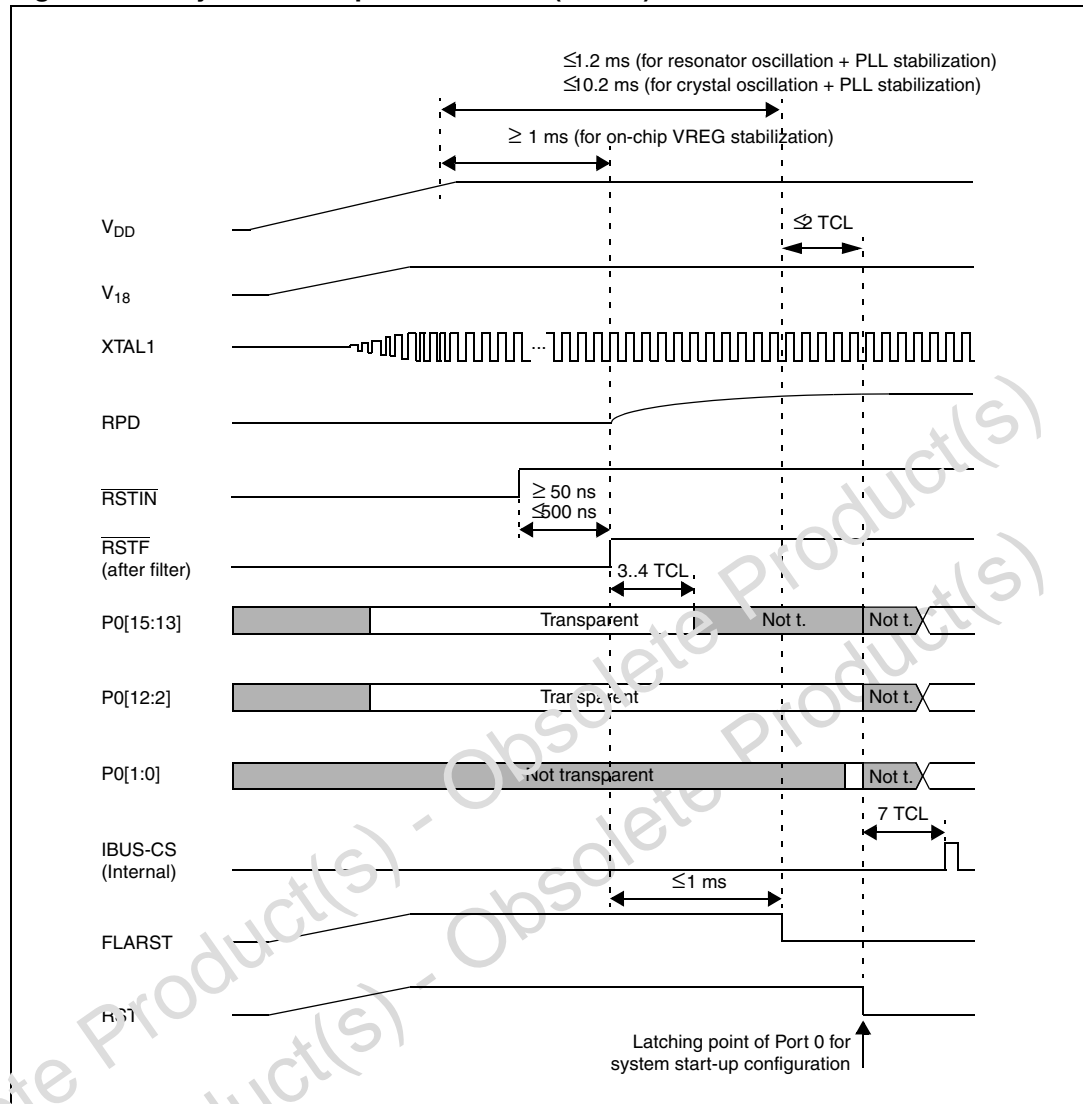 ≤1.2 ms (for resonator oscillation + PLL stabilization)
≤10.2 ms (for crystal oscillation + PLL stabilization)
≥ 1 ms (for on-chip VREG stabilization)
VDD
≤2 TCL
V18
XTAL1
...
RPD
RSTIN
≥ 50 ns
≤500 ns
RSTF
(after filter)
3..4 TCL
P0[15:13]
Transparent
Not t.
Not t.
P0[12:2]
Transparent
Not t.
P0[1:0]
Not transparent
Not t.
7 TCL
IBUS-CS
(Internal)
≤1 ms
FLARST
RST
Latching point of Port 0 for
system start-up configuration
Obsolete Product(s)
Obsolete Product(s)
ete Product(s) -
uct(s) -